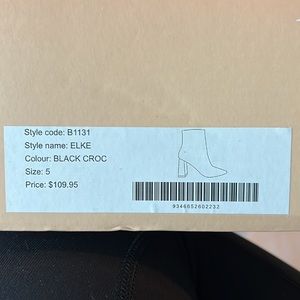 Style code: B1131
Style name: ELKE
Colour: BLACK CROC
Size: 5
Price: $109.95
9346652602232